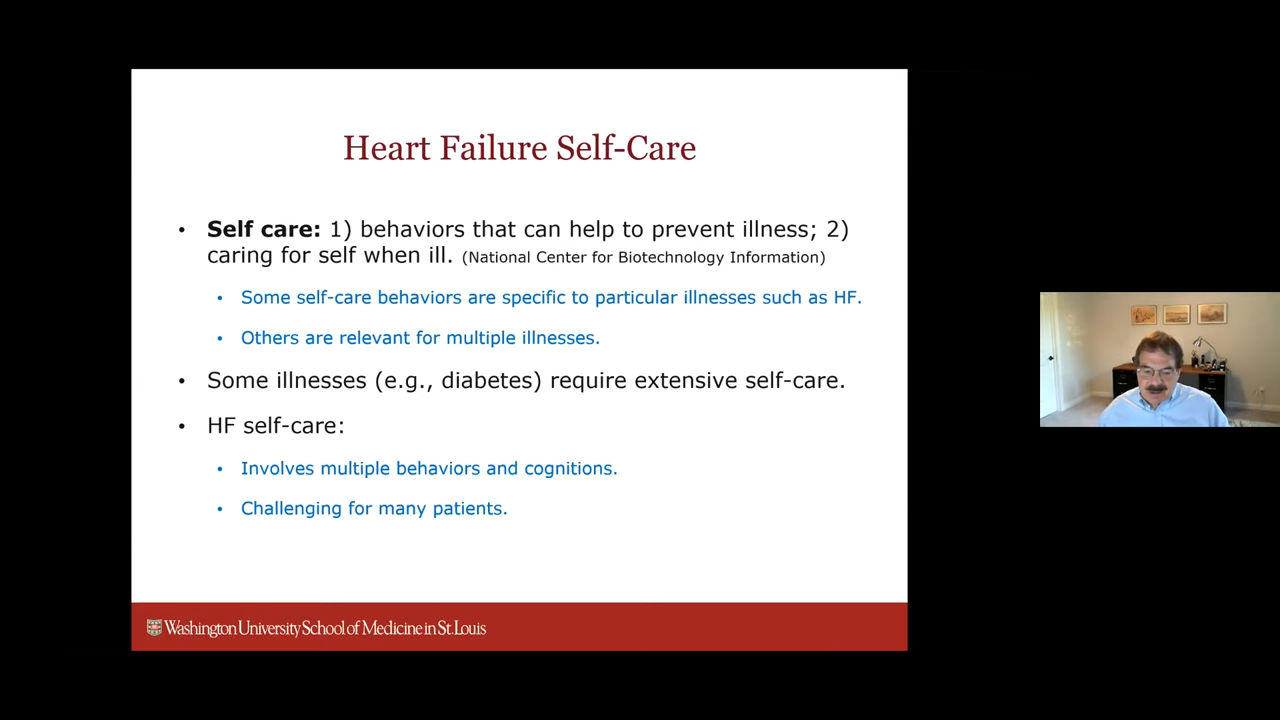 Heart Failure Self-Care
• Self care: 1) behaviors that can help to prevent illness; 2)
caring for self when ill. (National Center for Biotechnology Information)
• Some self-care behaviors are specific to particular illnesses such as HF.
• Others are relevant for multiple illnesses.
• Some illnesses (e.g., diabetes) require extensive self-care.
• HF self-care:
• Involves multiple behaviors and cognitions.
• Challenging for many patients.
Washington University School of Medicine in St. Louis